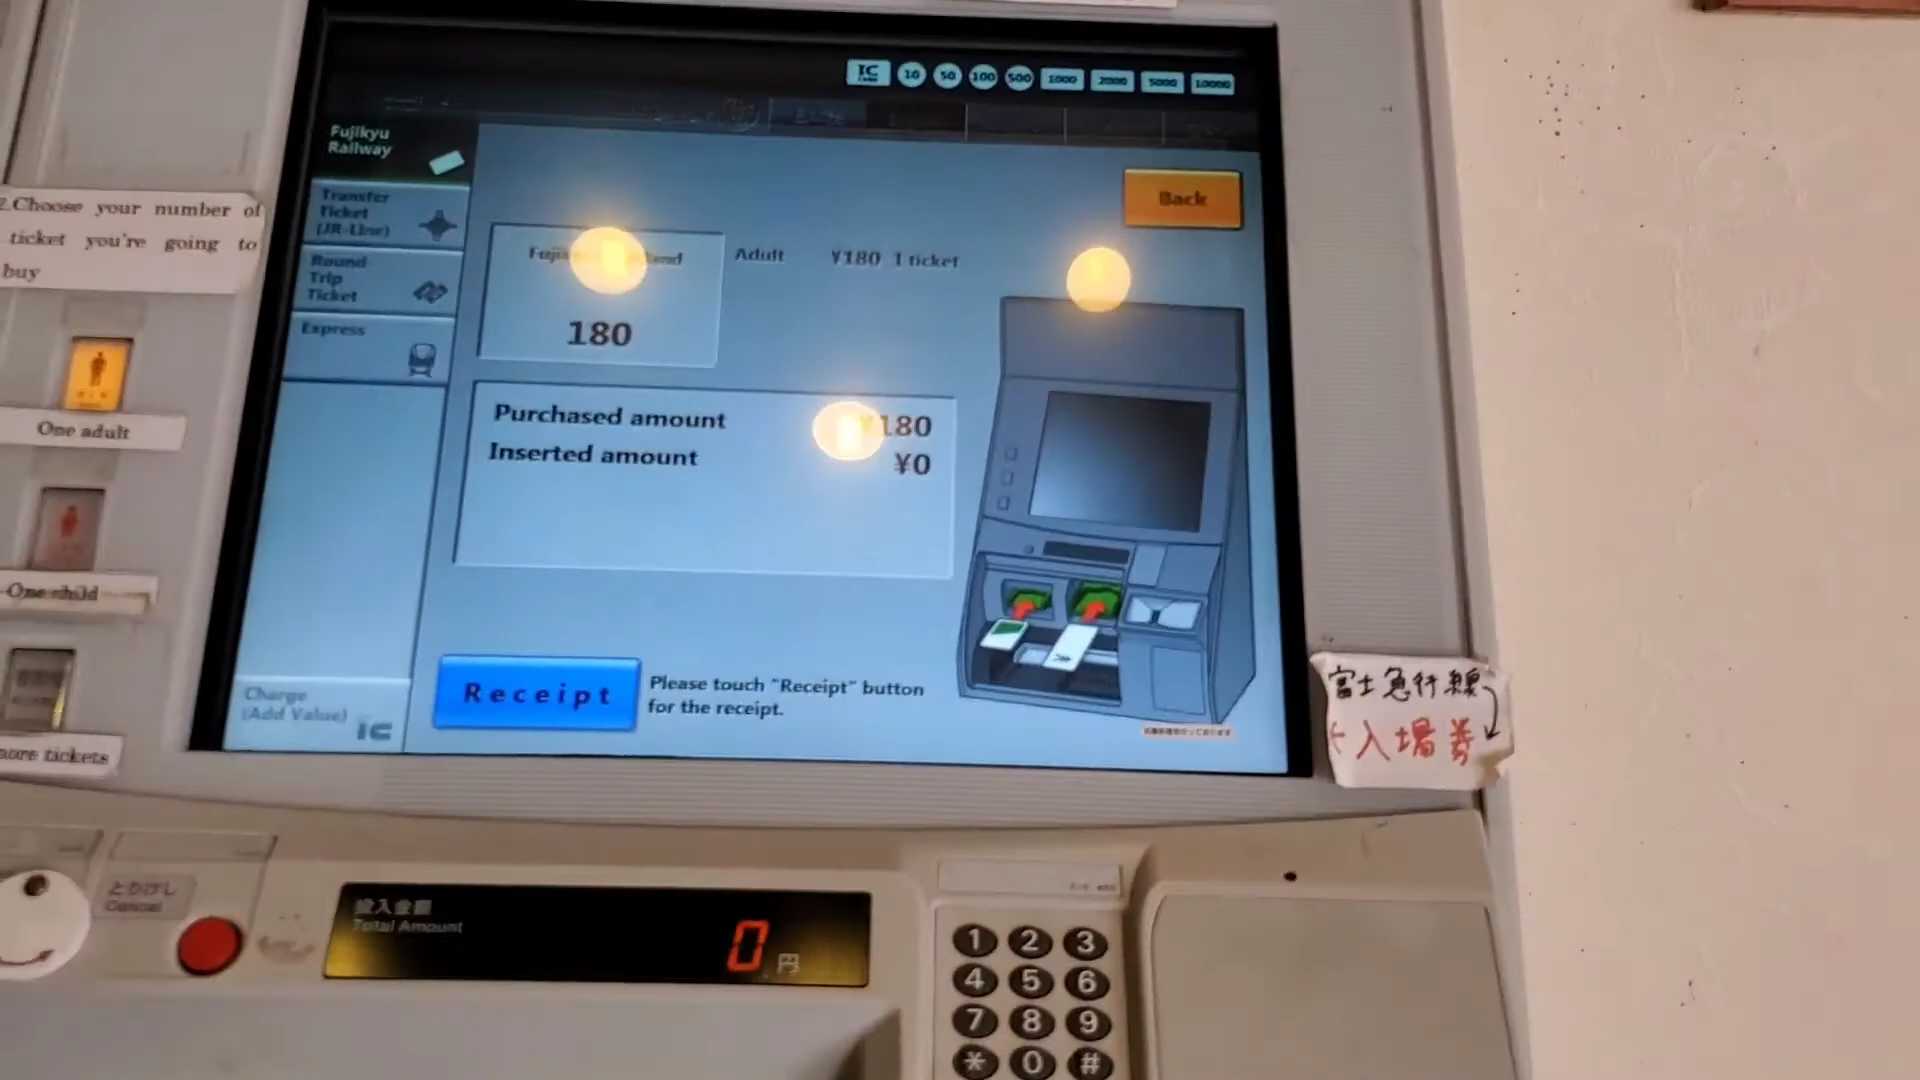 IC
10
50
100
500
1000
2000
5000
10000
Fujikyu
Railway
Transfer
Ticket
(JR-Line)
Round
Trip
Ticket
Express
Charge
(Add Value)
IC
Back
Adult ¥180 1 ticket
180
Purchased amount 180
Inserted amount ¥0
Receipt
Please touch "Receipt" button
for the receipt.
2.Choose your number of
ticket you're going to
buy
One adult
One child
more tickets
富士急行線
入場券
とりけし
Cancel
投入金額
Total Amount
0 円
1 2 3
4 5 6
7 8 9
* 0 #